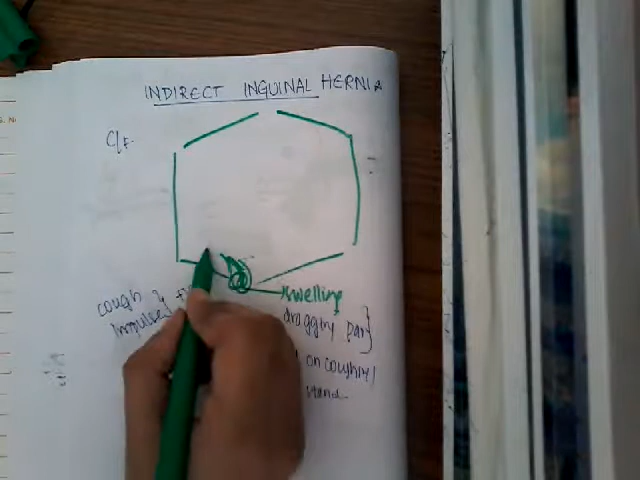 INDIRECT INGUINAL HERNIA
C/F
cough }
impulse
swelling
dragging pain }
on coughing /
stand